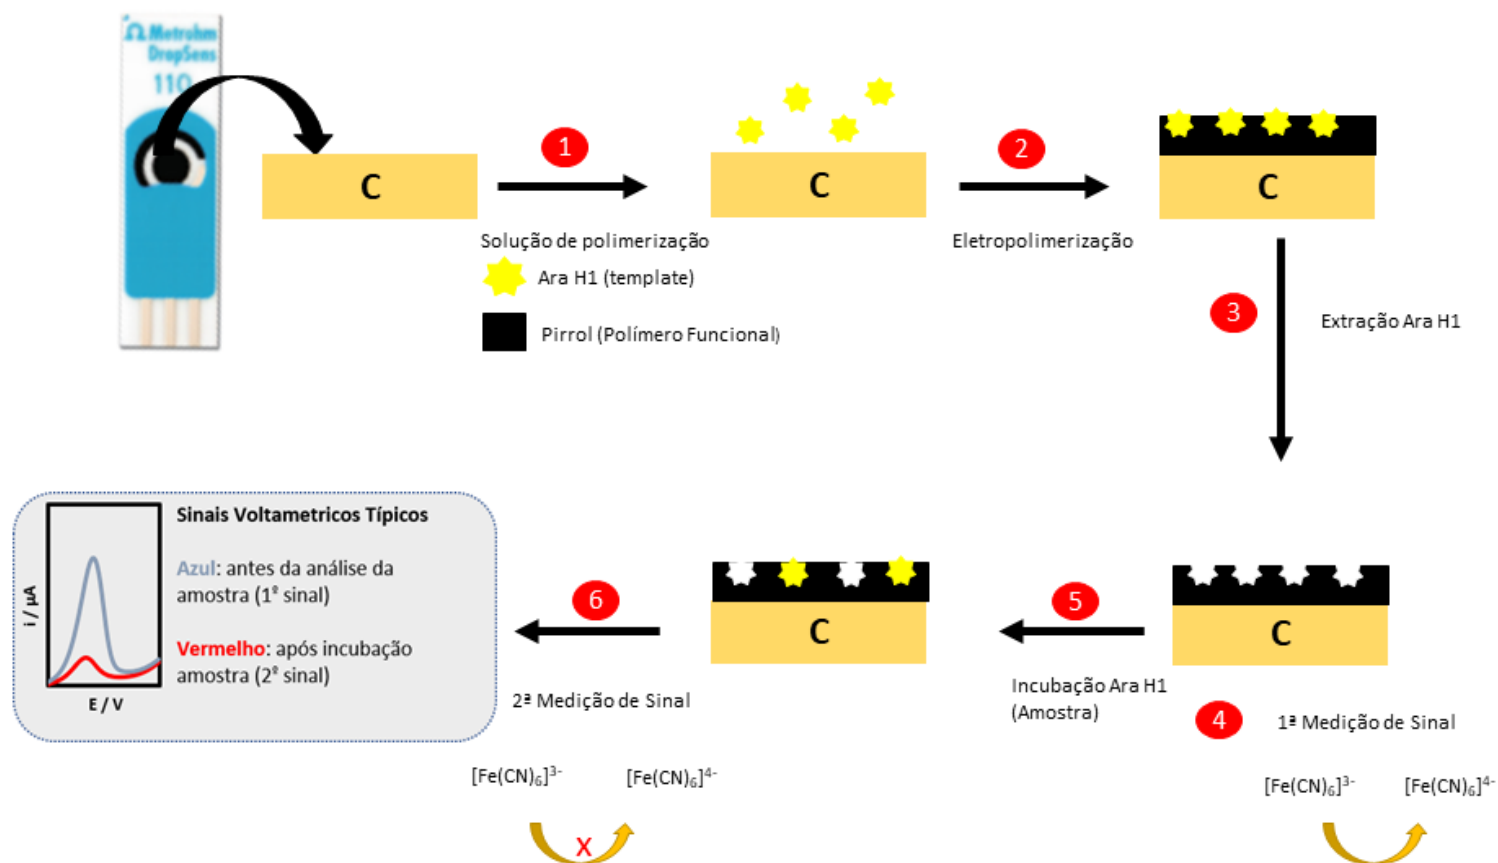 Metrohm
DropSens
110
C
1
Solução de polimerização
Ara H1 (template)
Pirrol (Polímero Funcional)
C
2
Eletropolimerização
C
3
Extração Ara H1
C
4
1ª Medição de Sinal
[Fe(CN)₆]³⁻
[Fe(CN)₆]⁴⁻
5
Incubação Ara H1
(Amostra)
C
6
2ª Medição de Sinal
[Fe(CN)₆]³⁻
[Fe(CN)₆]⁴⁻
X
Sinais Voltametricos Típicos
Azul: antes da análise da
amostra (1º sinal)
Vermelho: após incubação
amostra (2º sinal)
i / µA
E / V